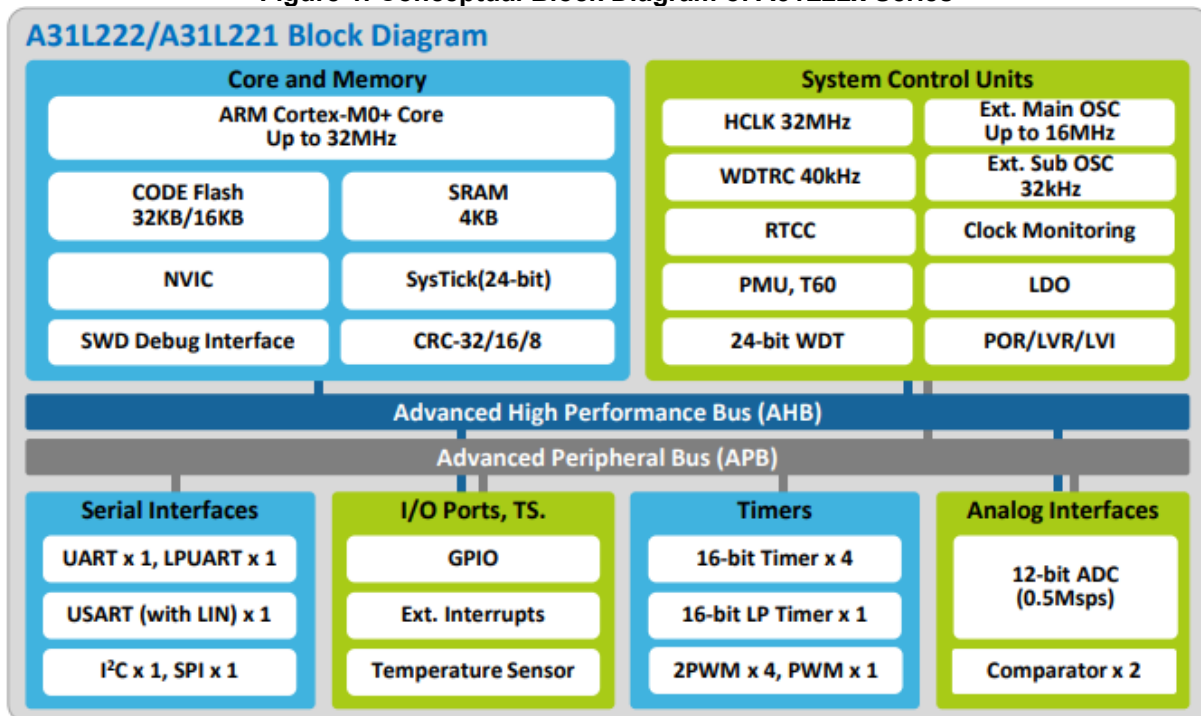 A31L222/A31L221 Block Diagram
Core and Memory
ARM Cortex-M0+ Core
Up to 32MHz
CODE Flash
32KB/16KB
SRAM
4KB
NVIC
SysTick(24-bit)
SWD Debug Interface
CRC-32/16/8
System Control Units
HCLK 32MHz
Ext. Main OSC
Up to 16MHz
WDTRC 40kHz
Ext. Sub OSC
32kHz
RTCC
Clock Monitoring
PMU, T60
LDO
24-bit WDT
POR/LVR/LVI
Advanced High Performance Bus (AHB)
Advanced Peripheral Bus (APB)
Serial Interfaces
UART x 1, LPUART x 1
USART (with LIN) x 1
I²C x 1, SPI x 1
I/O Ports, TS.
GPIO
Ext. Interrupts
Temperature Sensor
Timers
16-bit Timer x 4
16-bit LP Timer x 1
2PWM x 4, PWM x 1
Analog Interfaces
12-bit ADC
(0.5Msps)
Comparator x 2